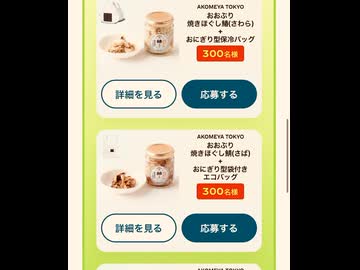 AKOMEYA TOKYO
おおぶり
焼きほぐし鰆(さわら)
+
おにぎり型保冷バッグ
300名様
詳細を見る
応募する
AKOMEYA TOKYO
おおぶり
焼きほぐし鯖(さば)
+
おにぎり型袋付き
エコバッグ
300名様
詳細を見る
応募する
AKOMEYA TOKYO